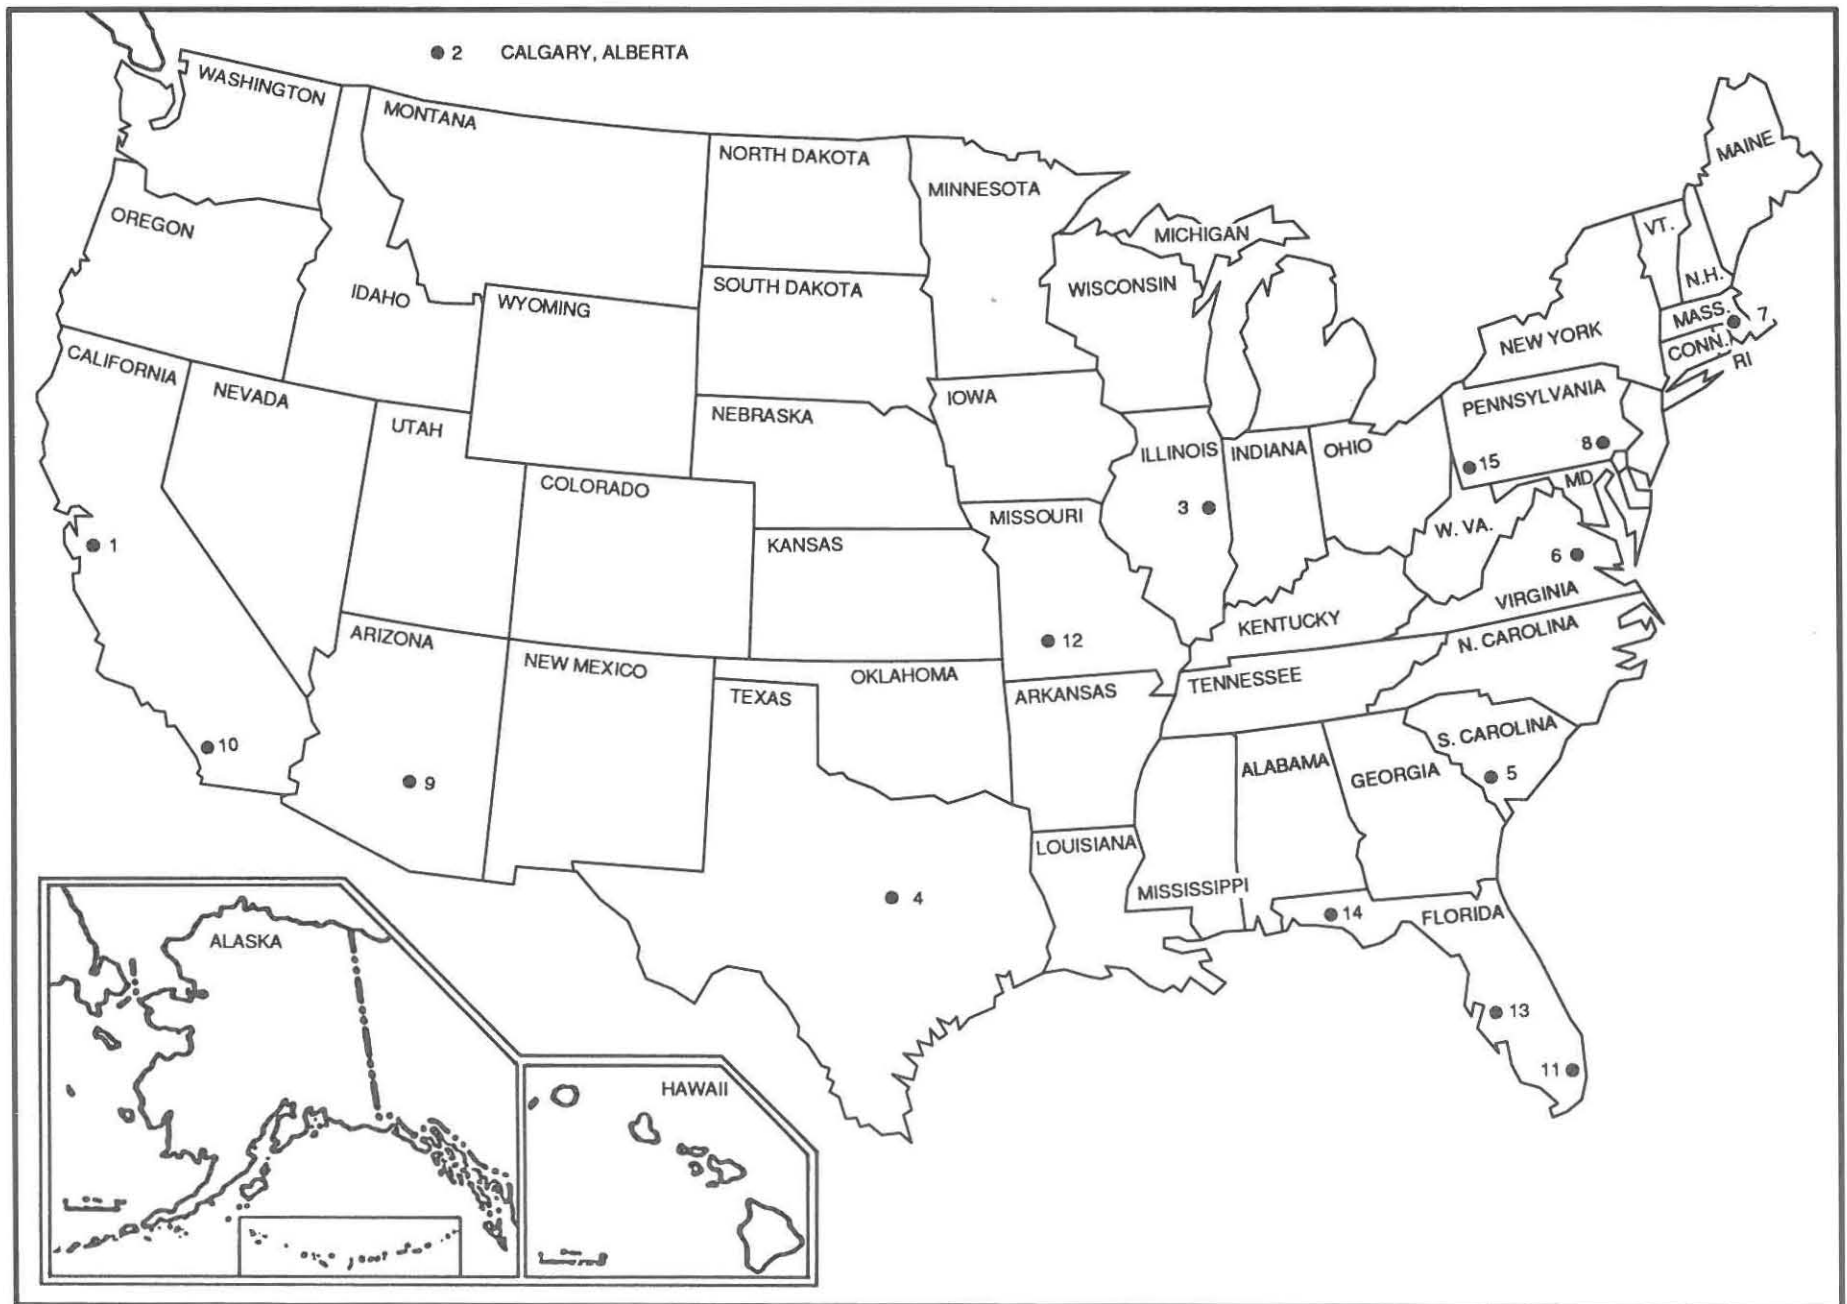 2 CALGARY, ALBERTA
WASHINGTON
MONTANA
NORTH DAKOTA
MINNESOTA
MAINE
OREGON
MICHIGAN
VT.
IDAHO
WYOMING
SOUTH DAKOTA
WISCONSIN
N.H.
MASS. 7
NEW YORK
CONN.
RI
CALIFORNIA
NEVADA
UTAH
NEBRASKA
IOWA
PENNSYLVANIA
ILLINOIS
INDIANA
OHIO
8
15
COLORADO
MD
MISSOURI
3
W. VA.
1
KANSAS
6
VIRGINIA
KENTUCKY
N. CAROLINA
ARIZONA
12
NEW MEXICO
OKLAHOMA
TEXAS
ARKANSAS
TENNESSEE
10
S. CAROLINA
9
ALABAMA
GEORGIA
5
LOUISIANA
MISSISSIPPI
4
14
FLORIDA
ALASKA
13
11
HAWAII